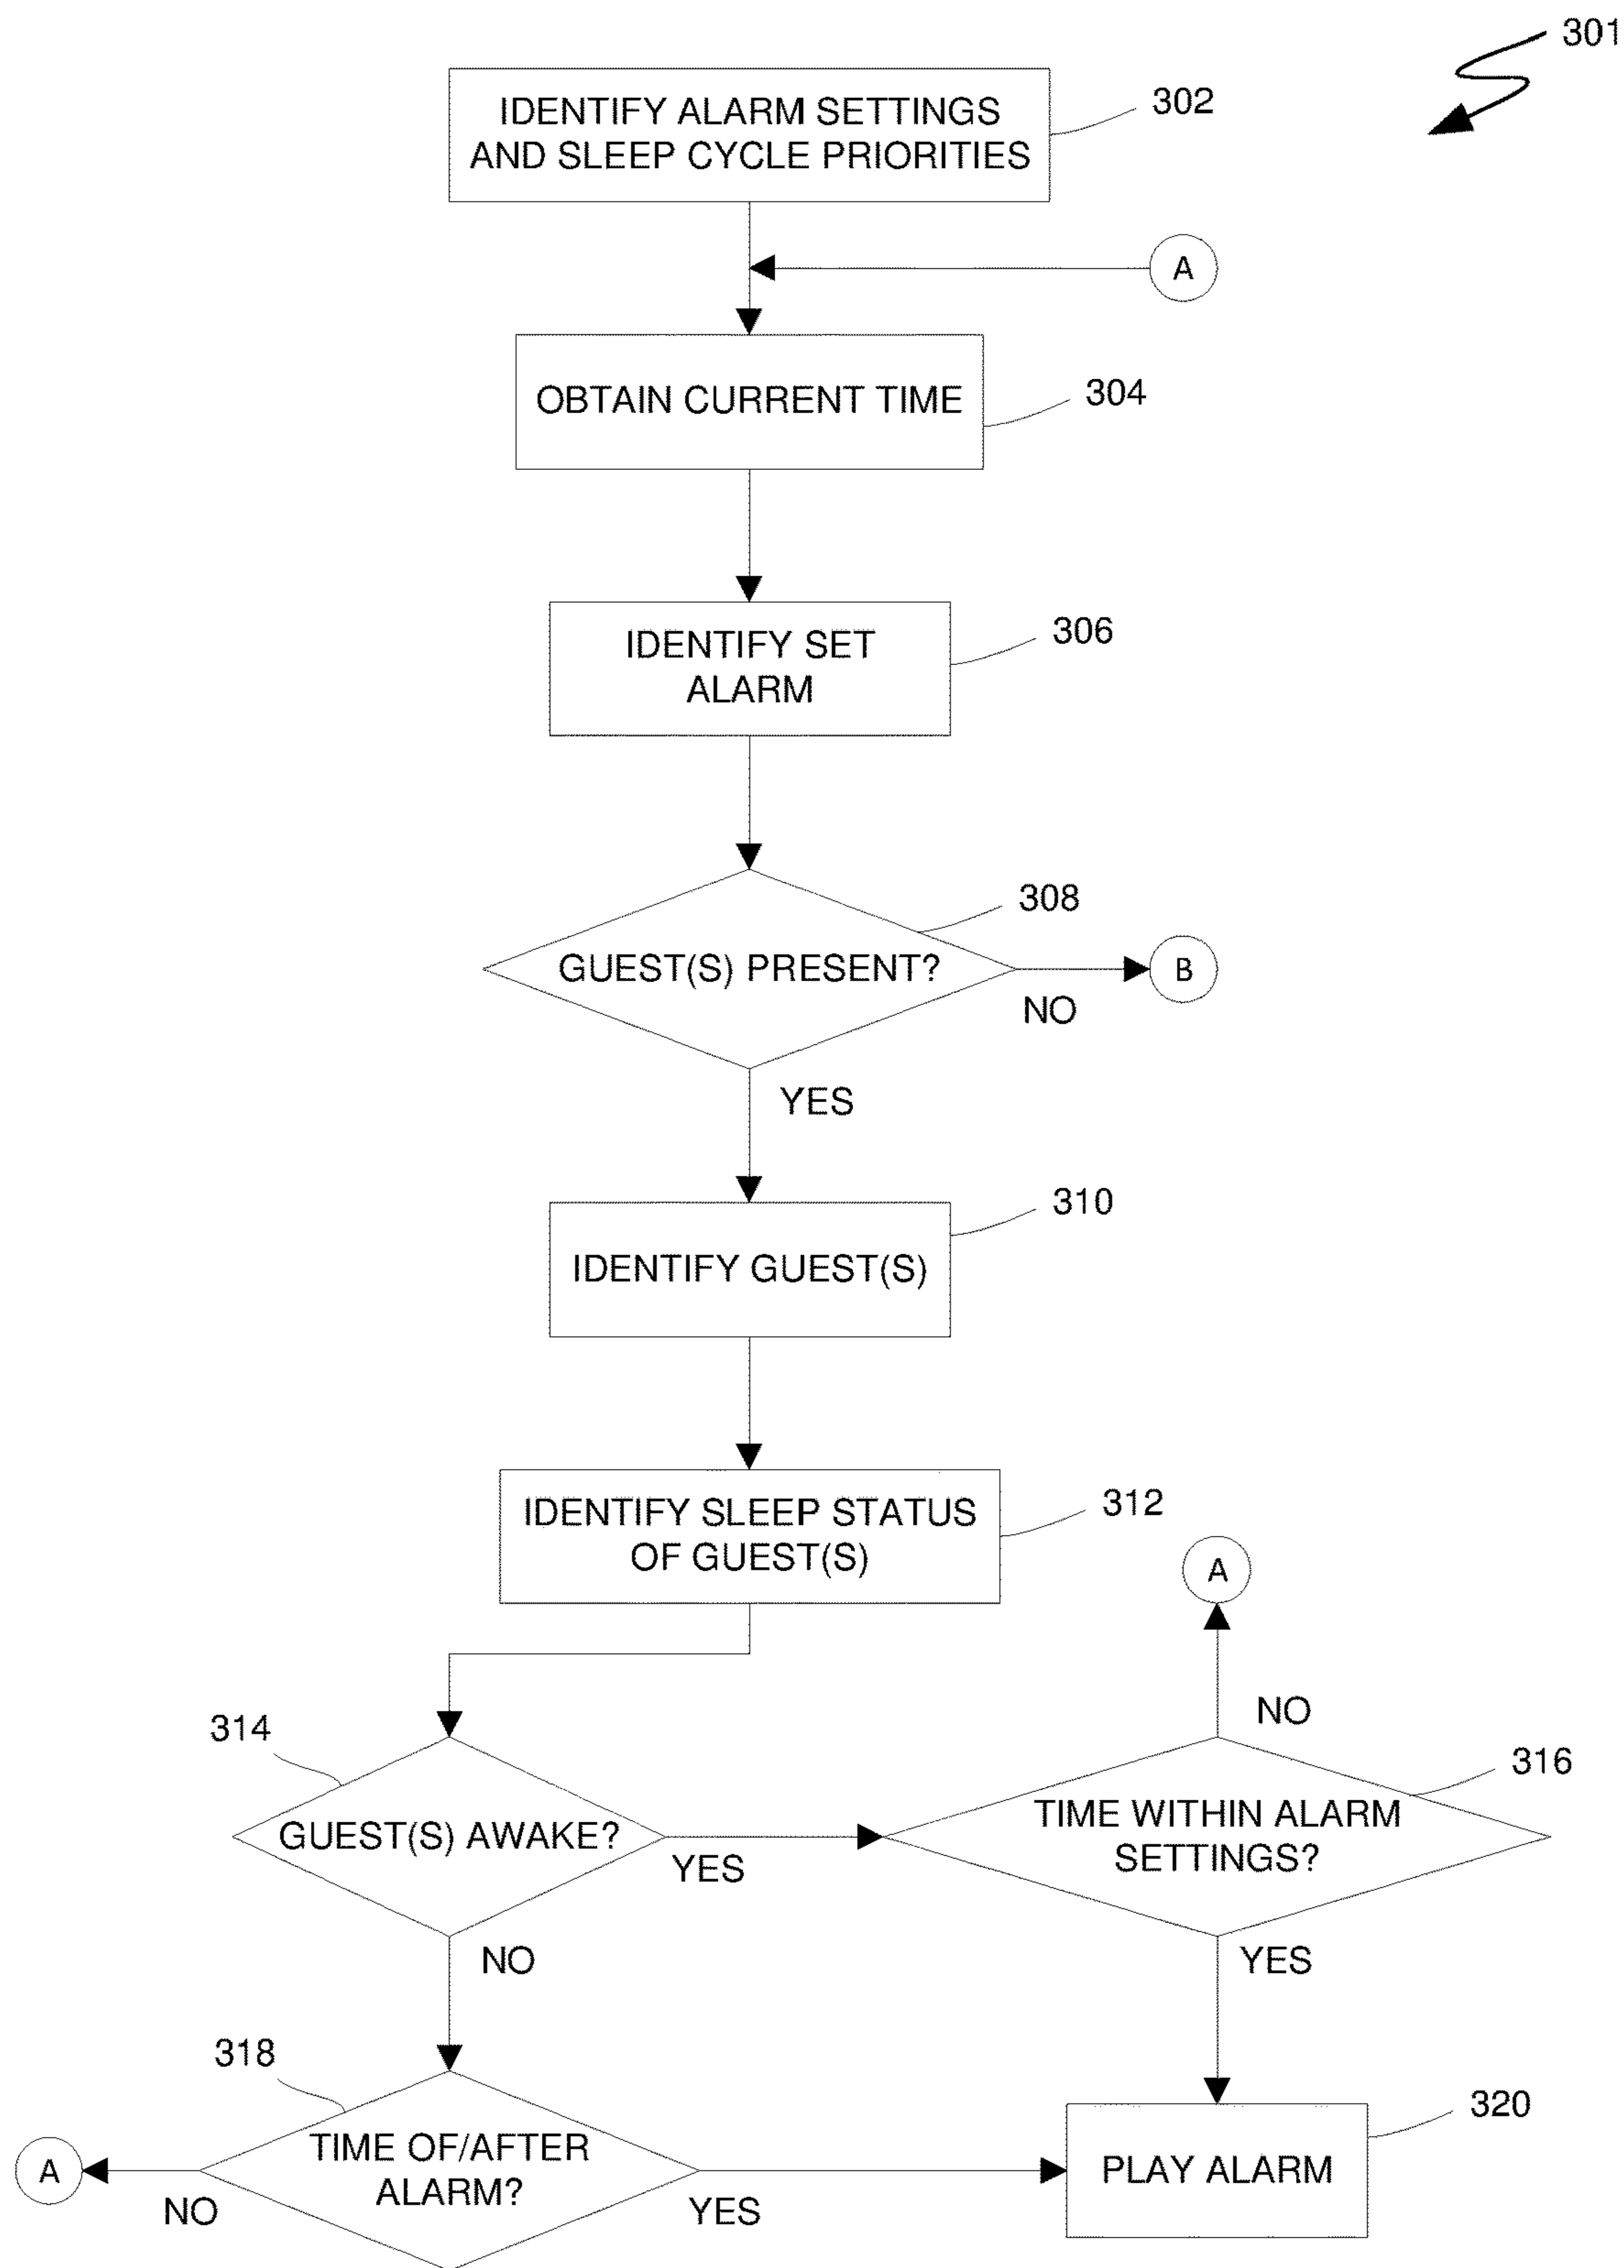 301
IDENTIFY ALARM SETTINGS
AND SLEEP CYCLE PRIORITIES
302
A
OBTAIN CURRENT TIME
304
IDENTIFY SET
ALARM
306
308
GUEST(S) PRESENT?
B
NO
YES
310
IDENTIFY GUEST(S)
IDENTIFY SLEEP STATUS
OF GUEST(S)
312
A
NO
314
316
GUEST(S) AWAKE?
YES
TIME WITHIN ALARM
SETTINGS?
NO
YES
318
320
A
NO
TIME OF/AFTER
ALARM?
YES
PLAY ALARM